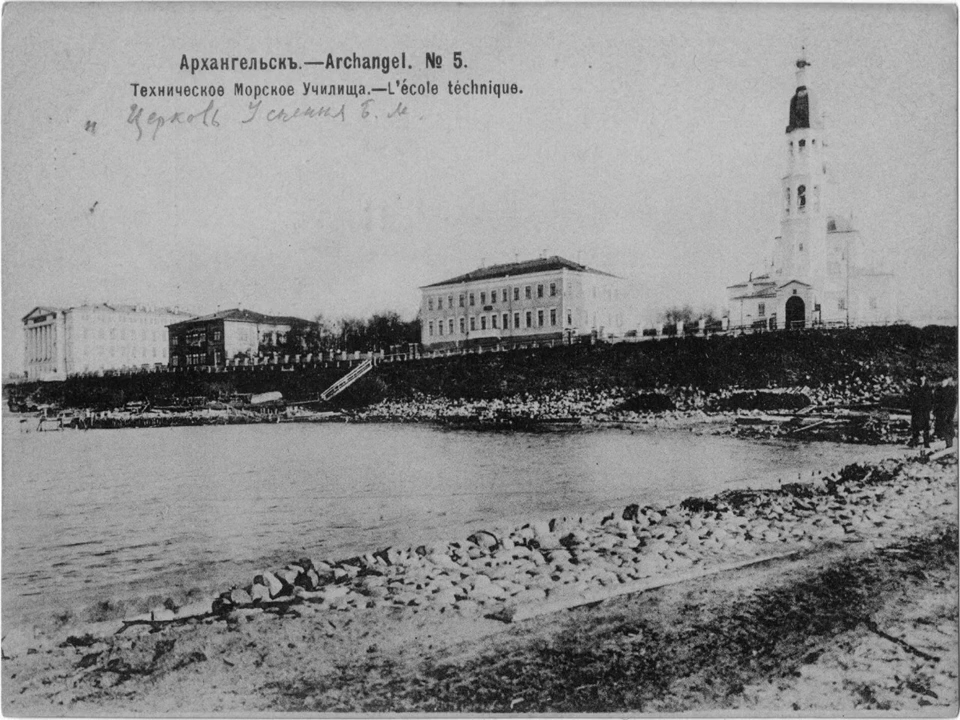 Архангельскъ.—Archangel. № 5.
Техническое Морское Училища.—L'école téchnique.
и Церковь Успения Б. М.